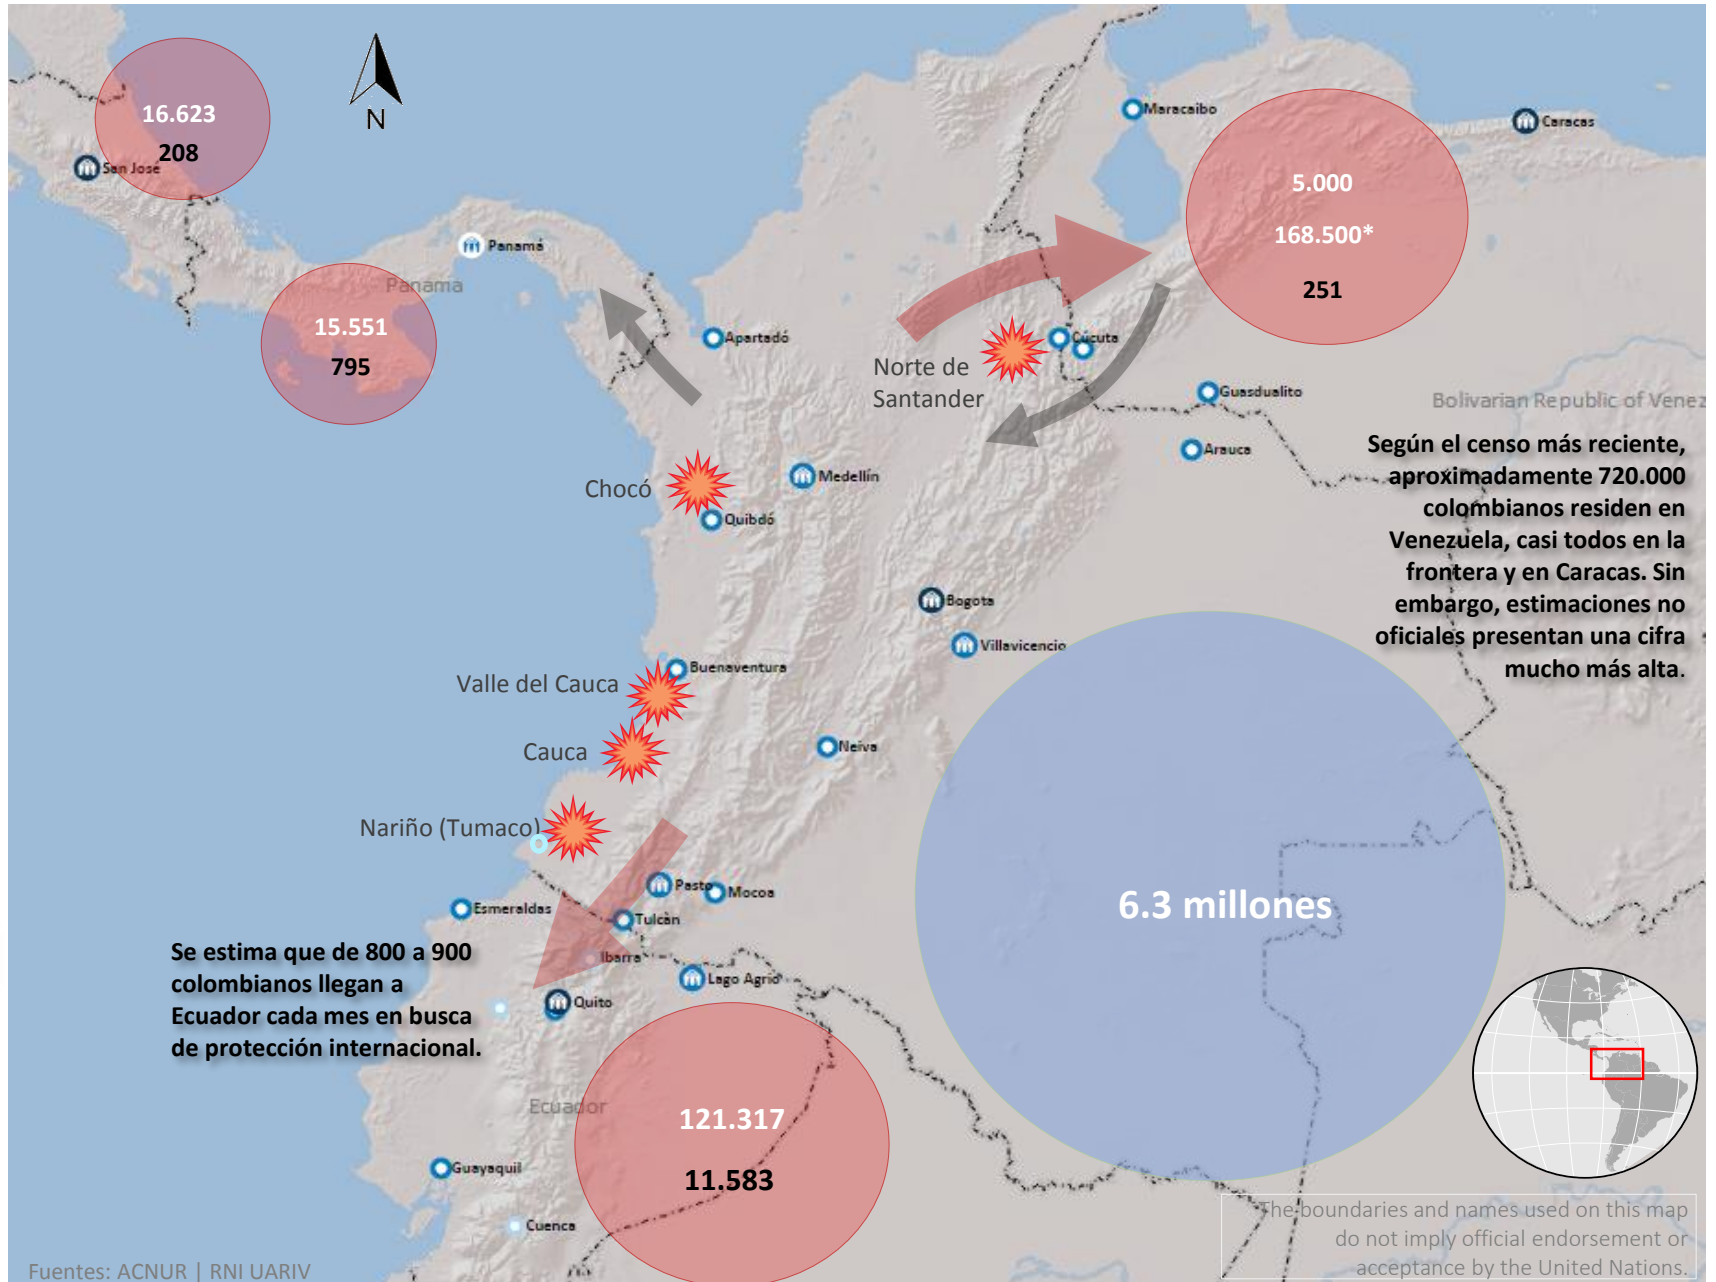 16.623
208
San José
N
Maracaibo
Caracas
5.000
168.500*
251
Panamá
Panama
15.551
795
Apartadó
Cúcuta
Norte de
Santander
Guasdualito
Bolivarian Republic of Venez
Arauca
Según el censo más reciente,
aproximadamente 720.000
colombianos residen en
Venezuela, casi todos en la
frontera y en Caracas. Sin
embargo, estimaciones no
oficiales presentan una cifra
mucho más alta.
Chocó
Medellín
Quibdó
Bogota
Villavicencio
Buenaventura
Valle del Cauca
Cauca
Neiva
Nariño (Tumaco)
Pasto
Mocoa
6.3 millones
Esmeraldas
Tulcàn
Ibarra
Lago Agrio
Quito
Se estima que de 800 a 900
colombianos llegan a
Ecuador cada mes en busca
de protección internacional.
Ecuador
121.317
11.583
Guayaquil
Cuenca
The boundaries and names used on this map
do not imply official endorsement or
acceptance by the United Nations.
Fuentes: ACNUR | RNI UARIV